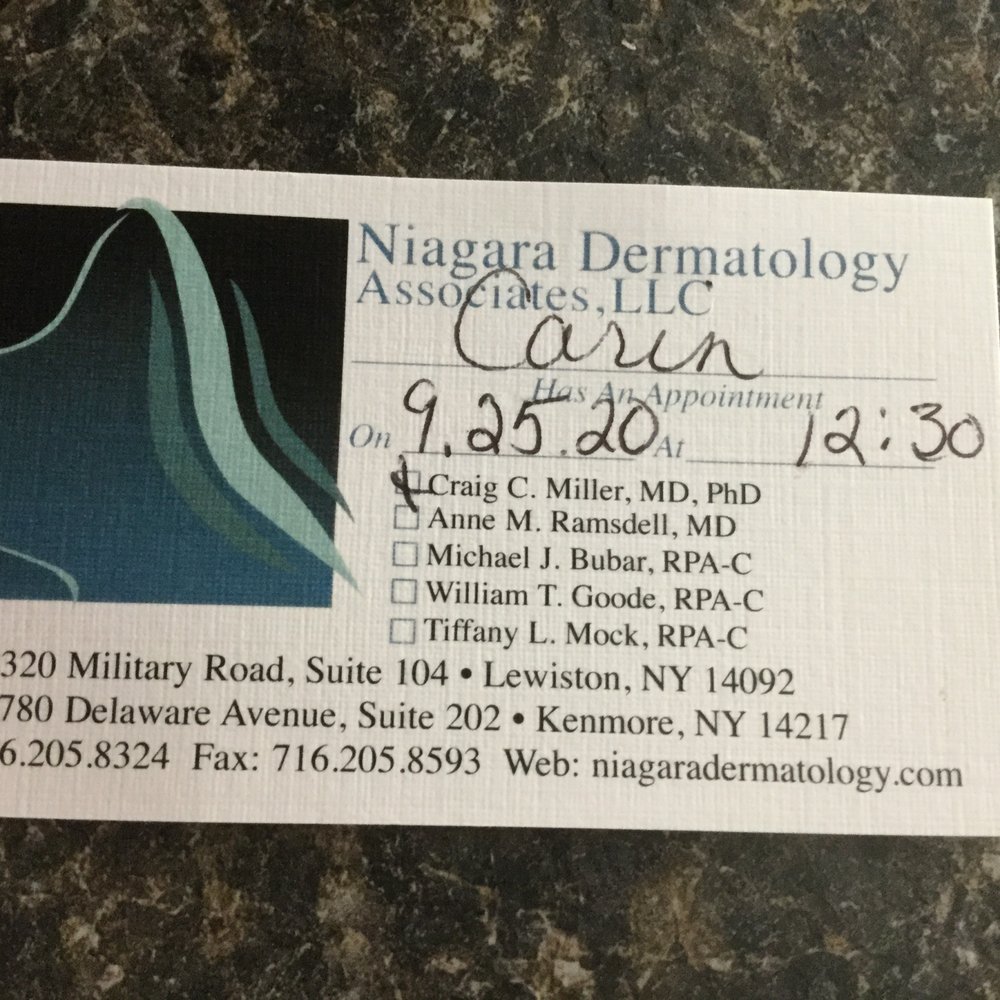 Niagara Dermatology
Associates, LLC
Carin
Has An Appointment
On 9.25.20 At 12:30
Craig C. Miller, MD, PhD
Anne M. Ramsdell, MD
Michael J. Bubar, RPA-C
William T. Goode, RPA-C
Tiffany L. Mock, RPA-C
320 Military Road, Suite 104 • Lewiston, NY 14092
780 Delaware Avenue, Suite 202 • Kenmore, NY 14217
6.205.8324 Fax: 716.205.8593 Web: niagaradermatology.com